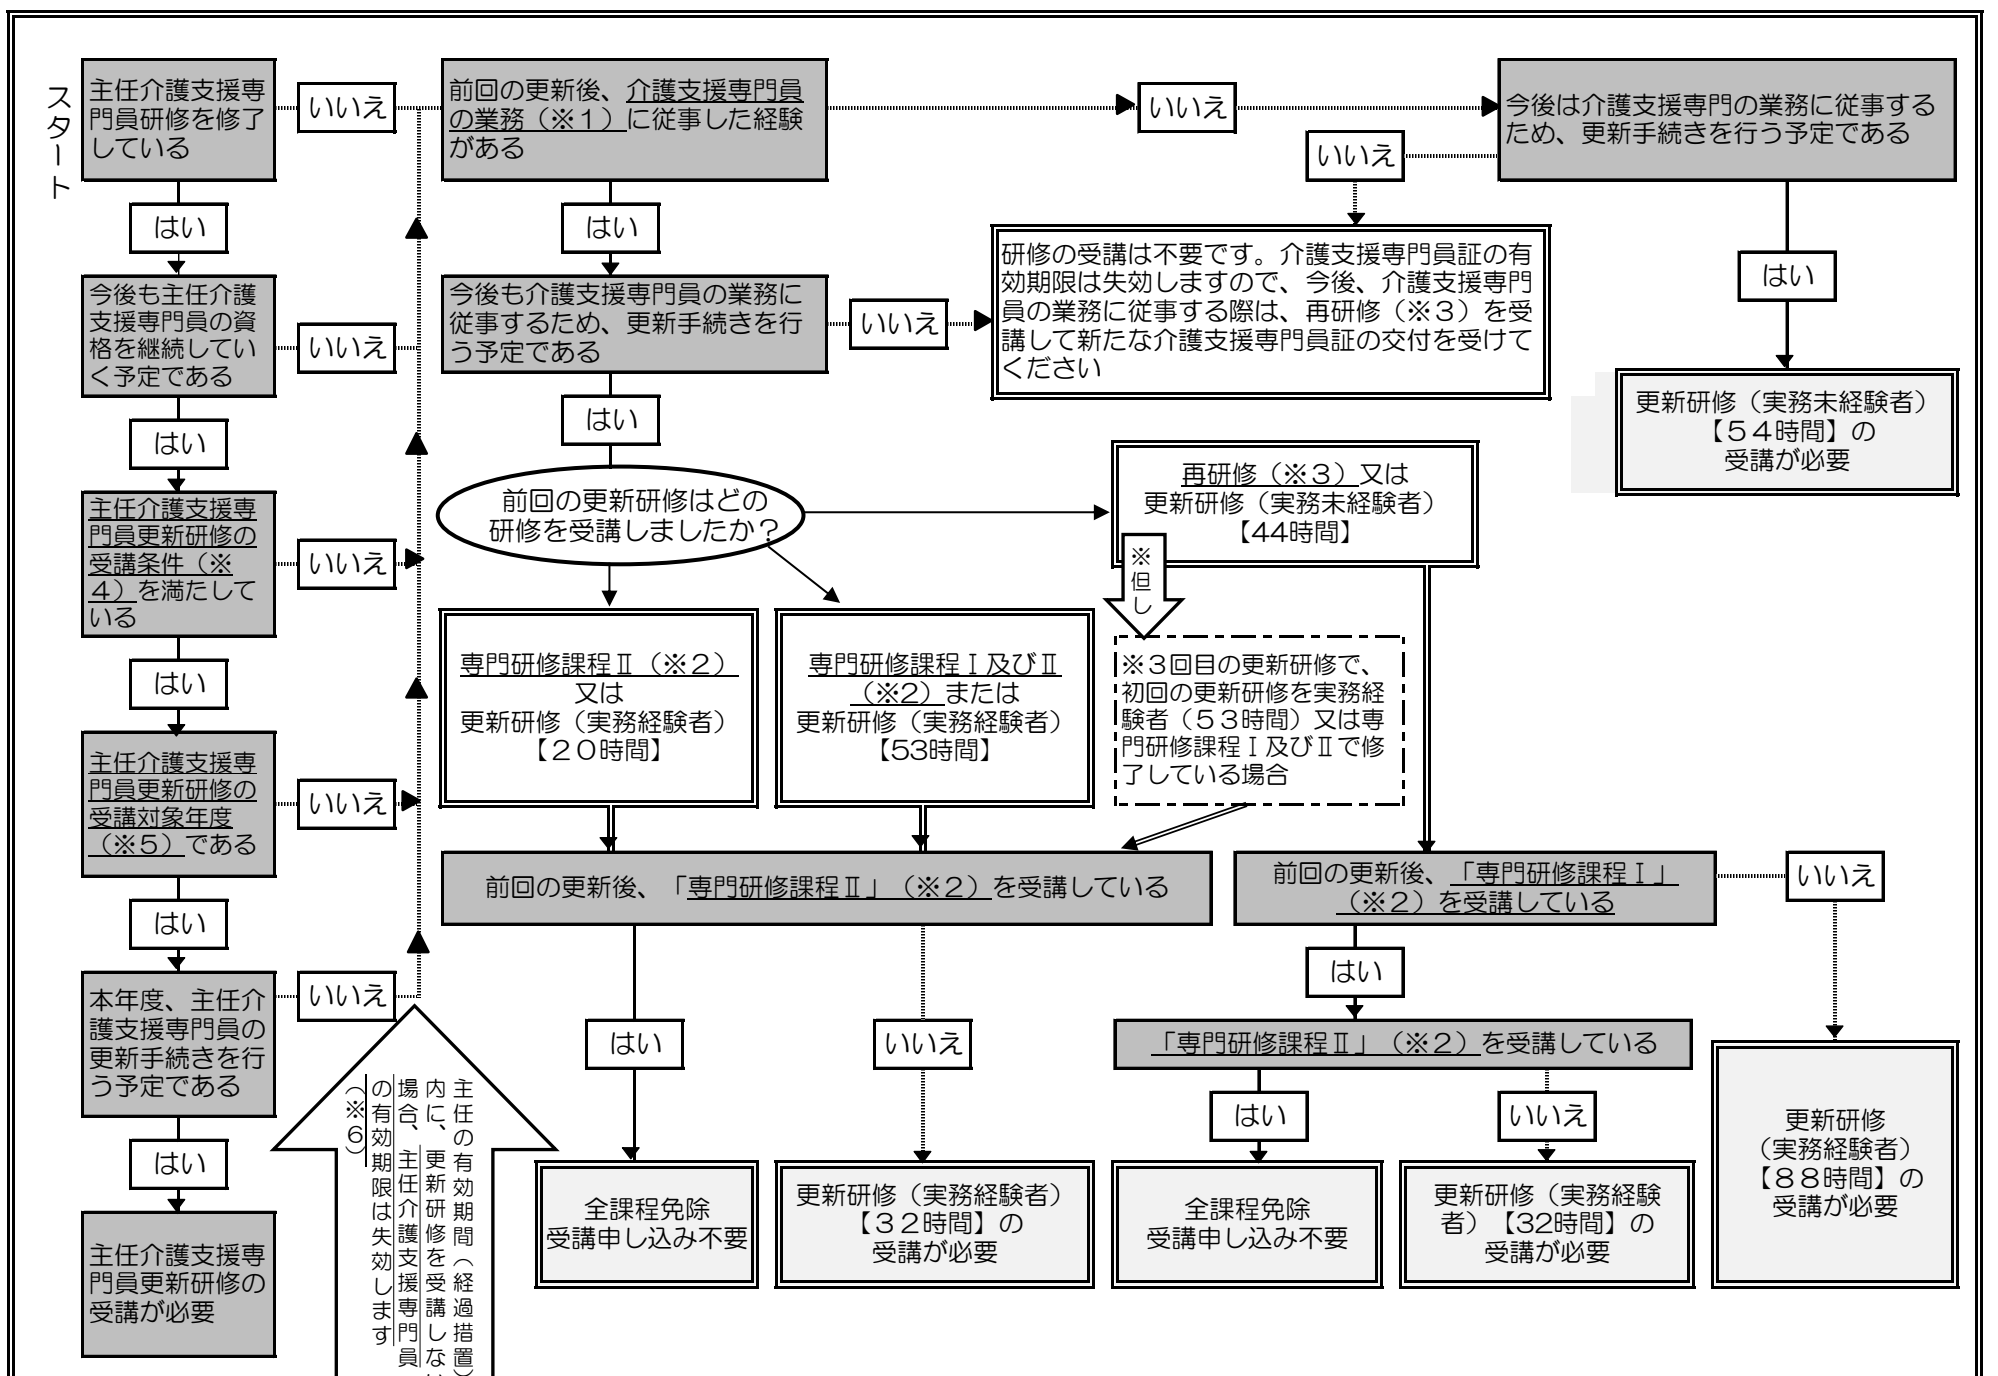 スタート
主任介護支援専
門員研修を修了
している
いいえ
はい
今後も主任介護
支援専門員の資
格を継続してい
く予定である
いいえ
はい
主任介護支援専
門員更新研修の
受講条件（※
４）を満たして
いる
いいえ
はい
主任介護支援専
門員更新研修の
受講対象年度
（※５）である
いいえ
はい
本年度、主任介
護支援専門員の
更新手続きを行
う予定である
いいえ
はい
主任介護支援専
門員更新研修の
受講が必要
主任の有効期間（経過措置）
内に、更新研修を受講しない
場合、主任介護支援専門員
の有効期限は失効します
（※６）
前回の更新後、介護支援専門員
の業務（※１）に従事した経験
がある
いいえ
はい
今後は介護支援専門の業務に従事する
ため、更新手続きを行う予定である
いいえ
はい
今後も介護支援専門員の業務に
従事するため、更新手続きを行
う予定である
いいえ
はい
研修の受講は不要です。介護支援専門員証の有
効期限は失効しますので、今後、介護支援専門
員の業務に従事する際は、再研修（※３）を受
講して新たな介護支援専門員証の交付を受けて
ください
更新研修（実務未経験者）
【５４時間】の
受講が必要
前回の更新研修はどの
研修を受講しましたか？
再研修（※３）又は
更新研修（実務未経験者）
【44時間】
※但し
専門研修課程Ⅱ（※２）
又は
更新研修（実務経験者）
【２０時間】
専門研修課程Ⅰ及びⅡ
（※2）または
更新研修（実務経験者）
【53時間】
※３回目の更新研修で、
初回の更新研修を実務経
験者（５３時間）又は専
門研修課程Ⅰ及びⅡで修
了している場合
前回の更新後、「専門研修課程Ⅱ」（※２）を受講している
はい
いいえ
前回の更新後、「専門研修課程Ⅰ」
（※２）を受講している
いいえ
はい
「専門研修課程Ⅱ」（※２）を受講している
はい
いいえ
全課程免除
受講申し込み不要
更新研修（実務経験者）
【３２時間】の
受講が必要
全課程免除
受講申し込み不要
更新研修（実務経験
者）【32時間】の
受講が必要
更新研修
（実務経験者）
【８８時間】の
受講が必要